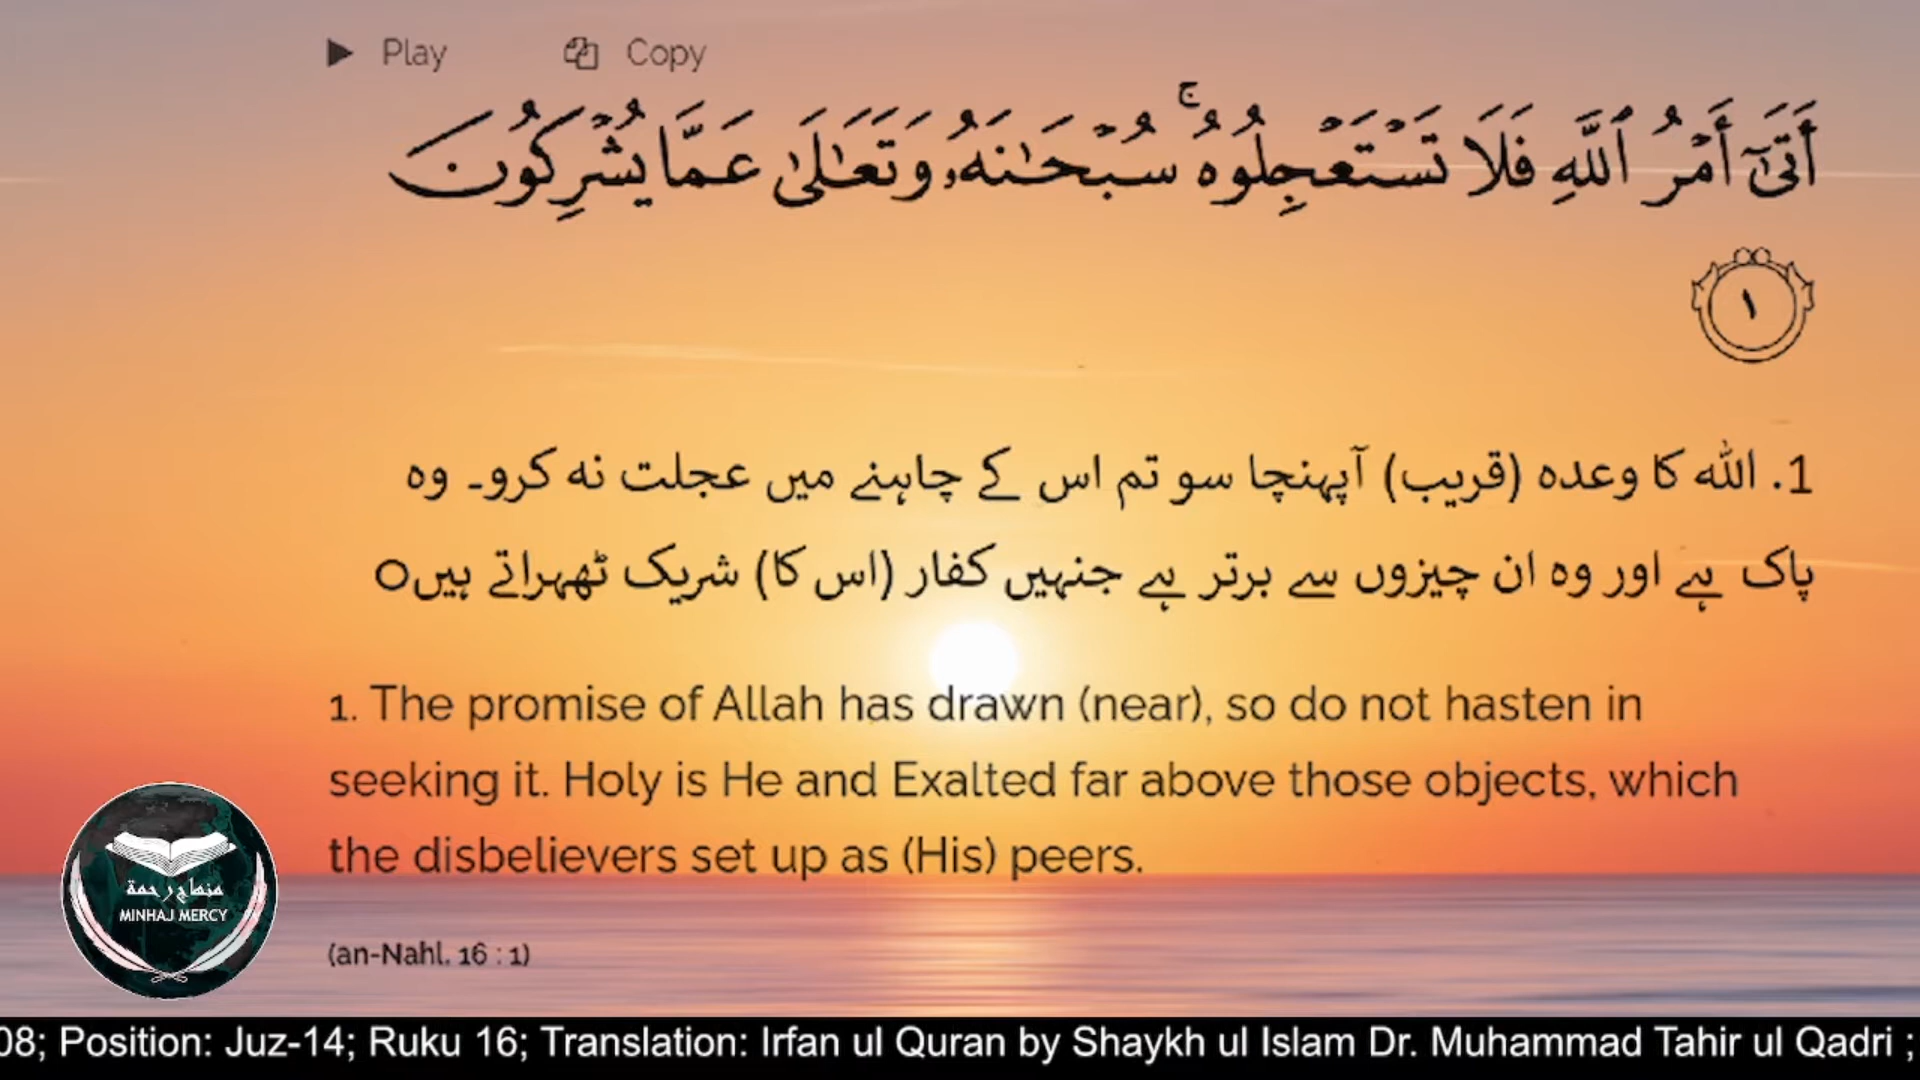 Play Copy
أَتَىٰٓ أَمْرُ ٱللَّهِ فَلَا تَسْتَعْجِلُوهُ ۚ سُبْحَـٰنَهُۥ وَتَعَـٰلَىٰ عَمَّا يُشْرِكُونَ
١
1. اللہ کا وعدہ (قریب) آپہنچا سو تم اس کے چاہنے میں عجلت نہ کرو۔ وہ
پاک ہے اور وہ ان چیزوں سے برتر ہے جنہیں کفار (اس کا) شریک ٹھہراتے ہیںo
1. The promise of Allah has drawn (near), so do not hasten in
seeking it. Holy is He and Exalted far above those objects, which
the disbelievers set up as (His) peers.
منهاج رحمة
MINHAJ MERCY
(an-Nahl, 16 : 1)
08; Position: Juz-14; Ruku 16; Translation: Irfan ul Quran by Shaykh ul Islam Dr. Muhammad Tahir ul Qadri ;